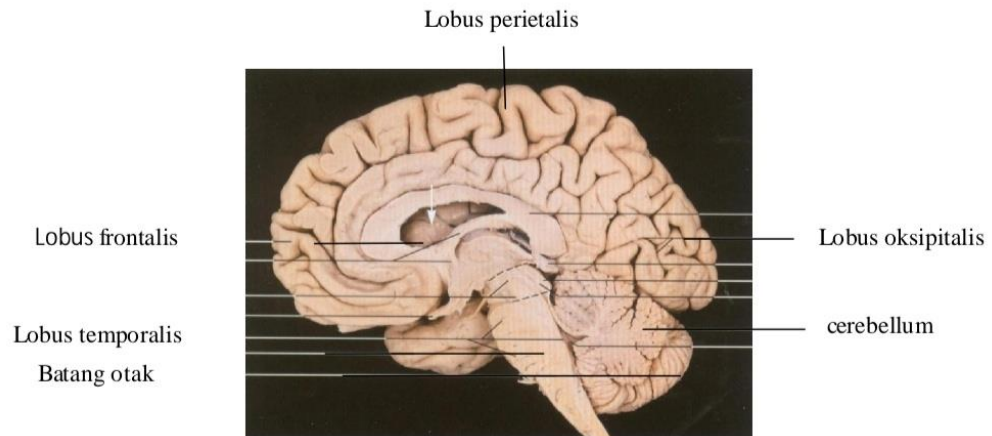 Lobus perietalis
Lobus frontalis
Lobus oksipitalis
Lobus temporalis
cerebellum
Batang otak